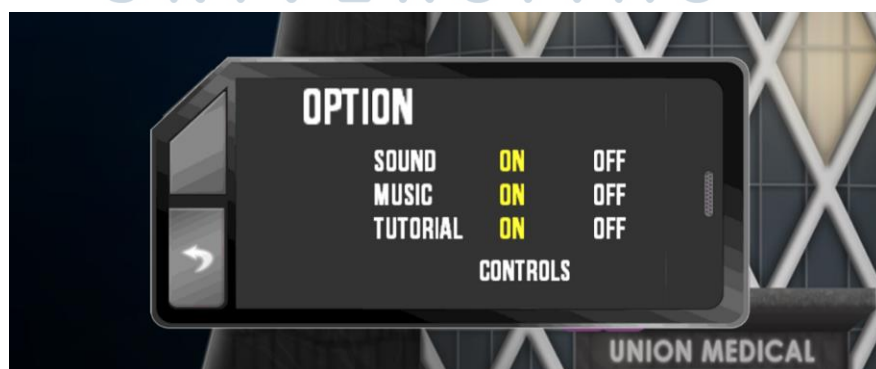 OPTION
SOUND ON OFF
MUSIC ON OFF
TUTORIAL ON OFF
CONTROLS
UNION MEDICAL